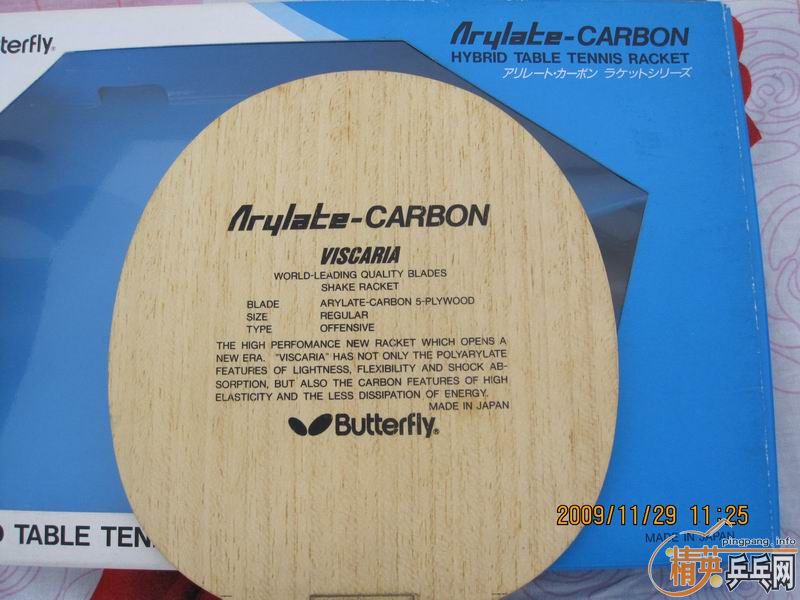 Butterfly®
Arylate-CARBON
HYBRID TABLE TENNIS RACKET
アリレート・カーボン ラケットシリーズ
Arylate-CARBON
VISCARIA
WORLD-LEADING QUALITY BLADES
SHAKE RACKET
BLADE ARYLATE-CARBON 5-PLYWOOD
SIZE REGULAR
TYPE OFFENSIVE
THE HIGH PERFOMANCE NEW RACKET WHICH OPENS A
NEW ERA. "VISCARIA" HAS NOT ONLY THE POLYARYLATE
FEATURES OF LIGHTNESS, FLEXIBILITY AND SHOCK AB-
SORPTION, BUT ALSO THE CARBON FEATURES OF HIGH
ELASTICITY AND THE LESS DISSIPATION OF ENERGY.
MADE IN JAPAN
Butterfly®
2009/11/29 11:25
TABLE TEN
MADE IN JAPAN
pingpang.info
精英乒乓网